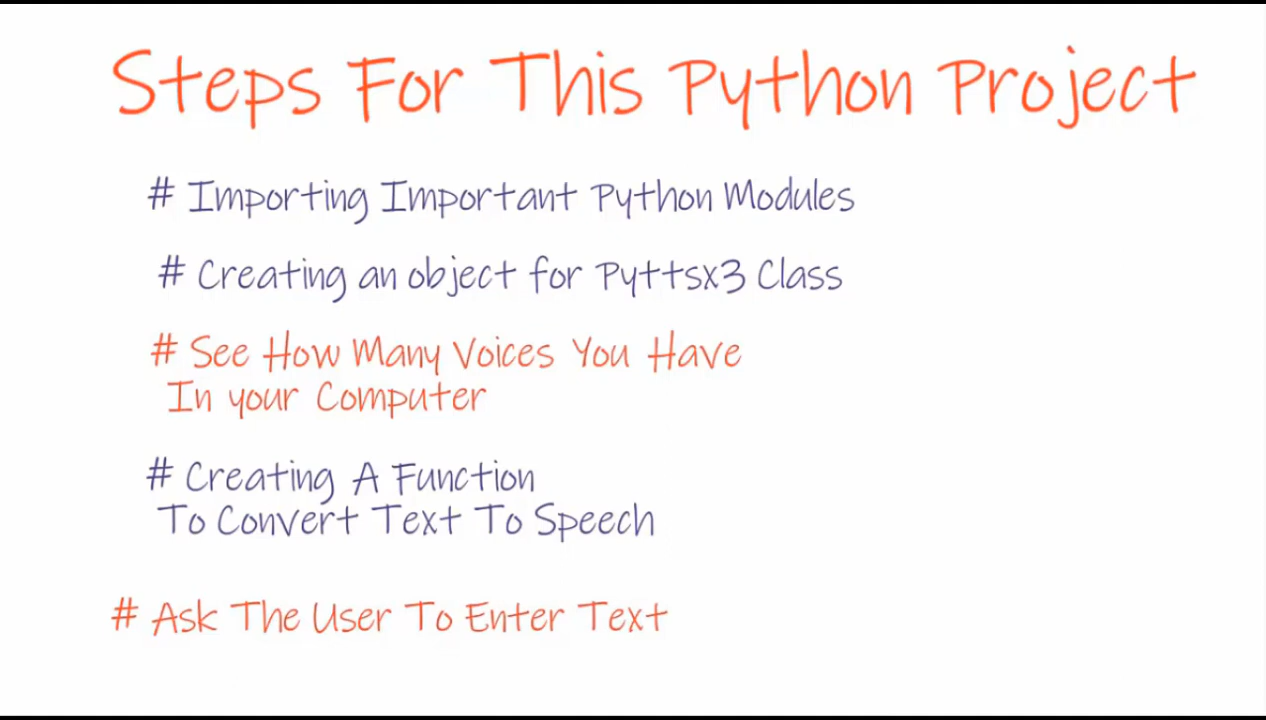 Steps For This Python Project
# Importing Important Python Modules
# Creating an object for Pyttsx3 Class
# See How Many Voices You Have
In your Computer
# Creating A Function
To Convert Text To Speech
# Ask The User To Enter Text